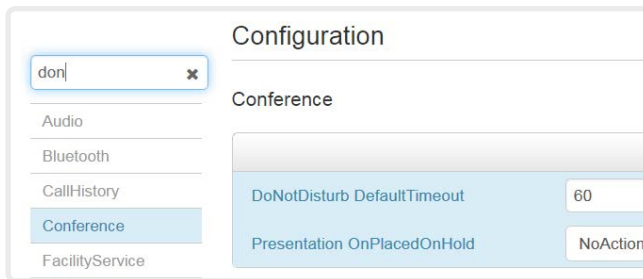 Configuration
don
Conference
Audio
Bluetooth
CallHistory
Conference
FacilityService
DoNotDisturb DefaultTimeout
60
Presentation OnPlacedOnHold
NoAction